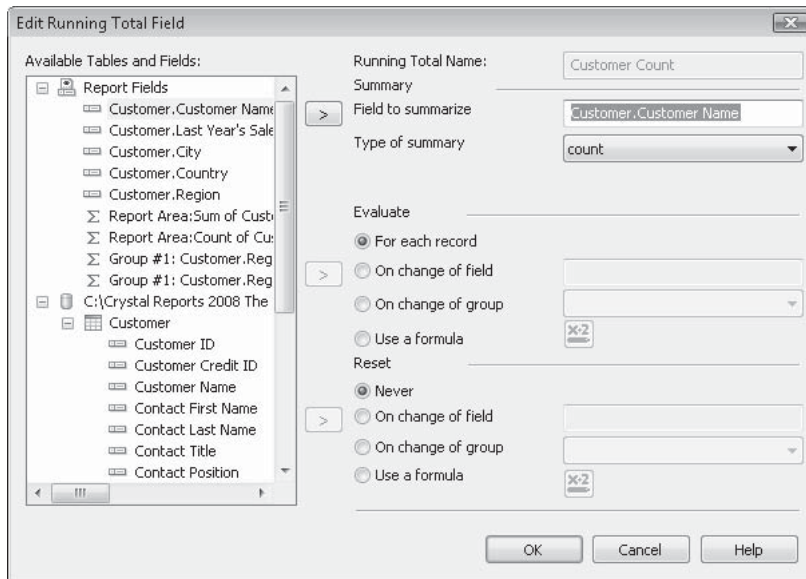 Edit Running Total Field
Available Tables and Fields:
Report Fields
Customer.Customer Name
Customer.Last Year's Sale
Customer.City
Customer.Country
Customer.Region
Report Area:Sum of Cust
Report Area:Count of Cu
Group #1: Customer.Reg
Group #1: Customer.Reg
C:\Crystal Reports 2008 The
Customer
Customer ID
Customer Credit ID
Customer Name
Contact First Name
Contact Last Name
Contact Title
Contact Position
Running Total Name:
Customer Count
Summary
>
Field to summarize
Customer.Customer Name
Type of summary
count
Evaluate
For each record
>
On change of field
On change of group
Use a formula
x·2
Reset
Never
>
On change of field
On change of group
Use a formula
x·2
OK
Cancel
Help